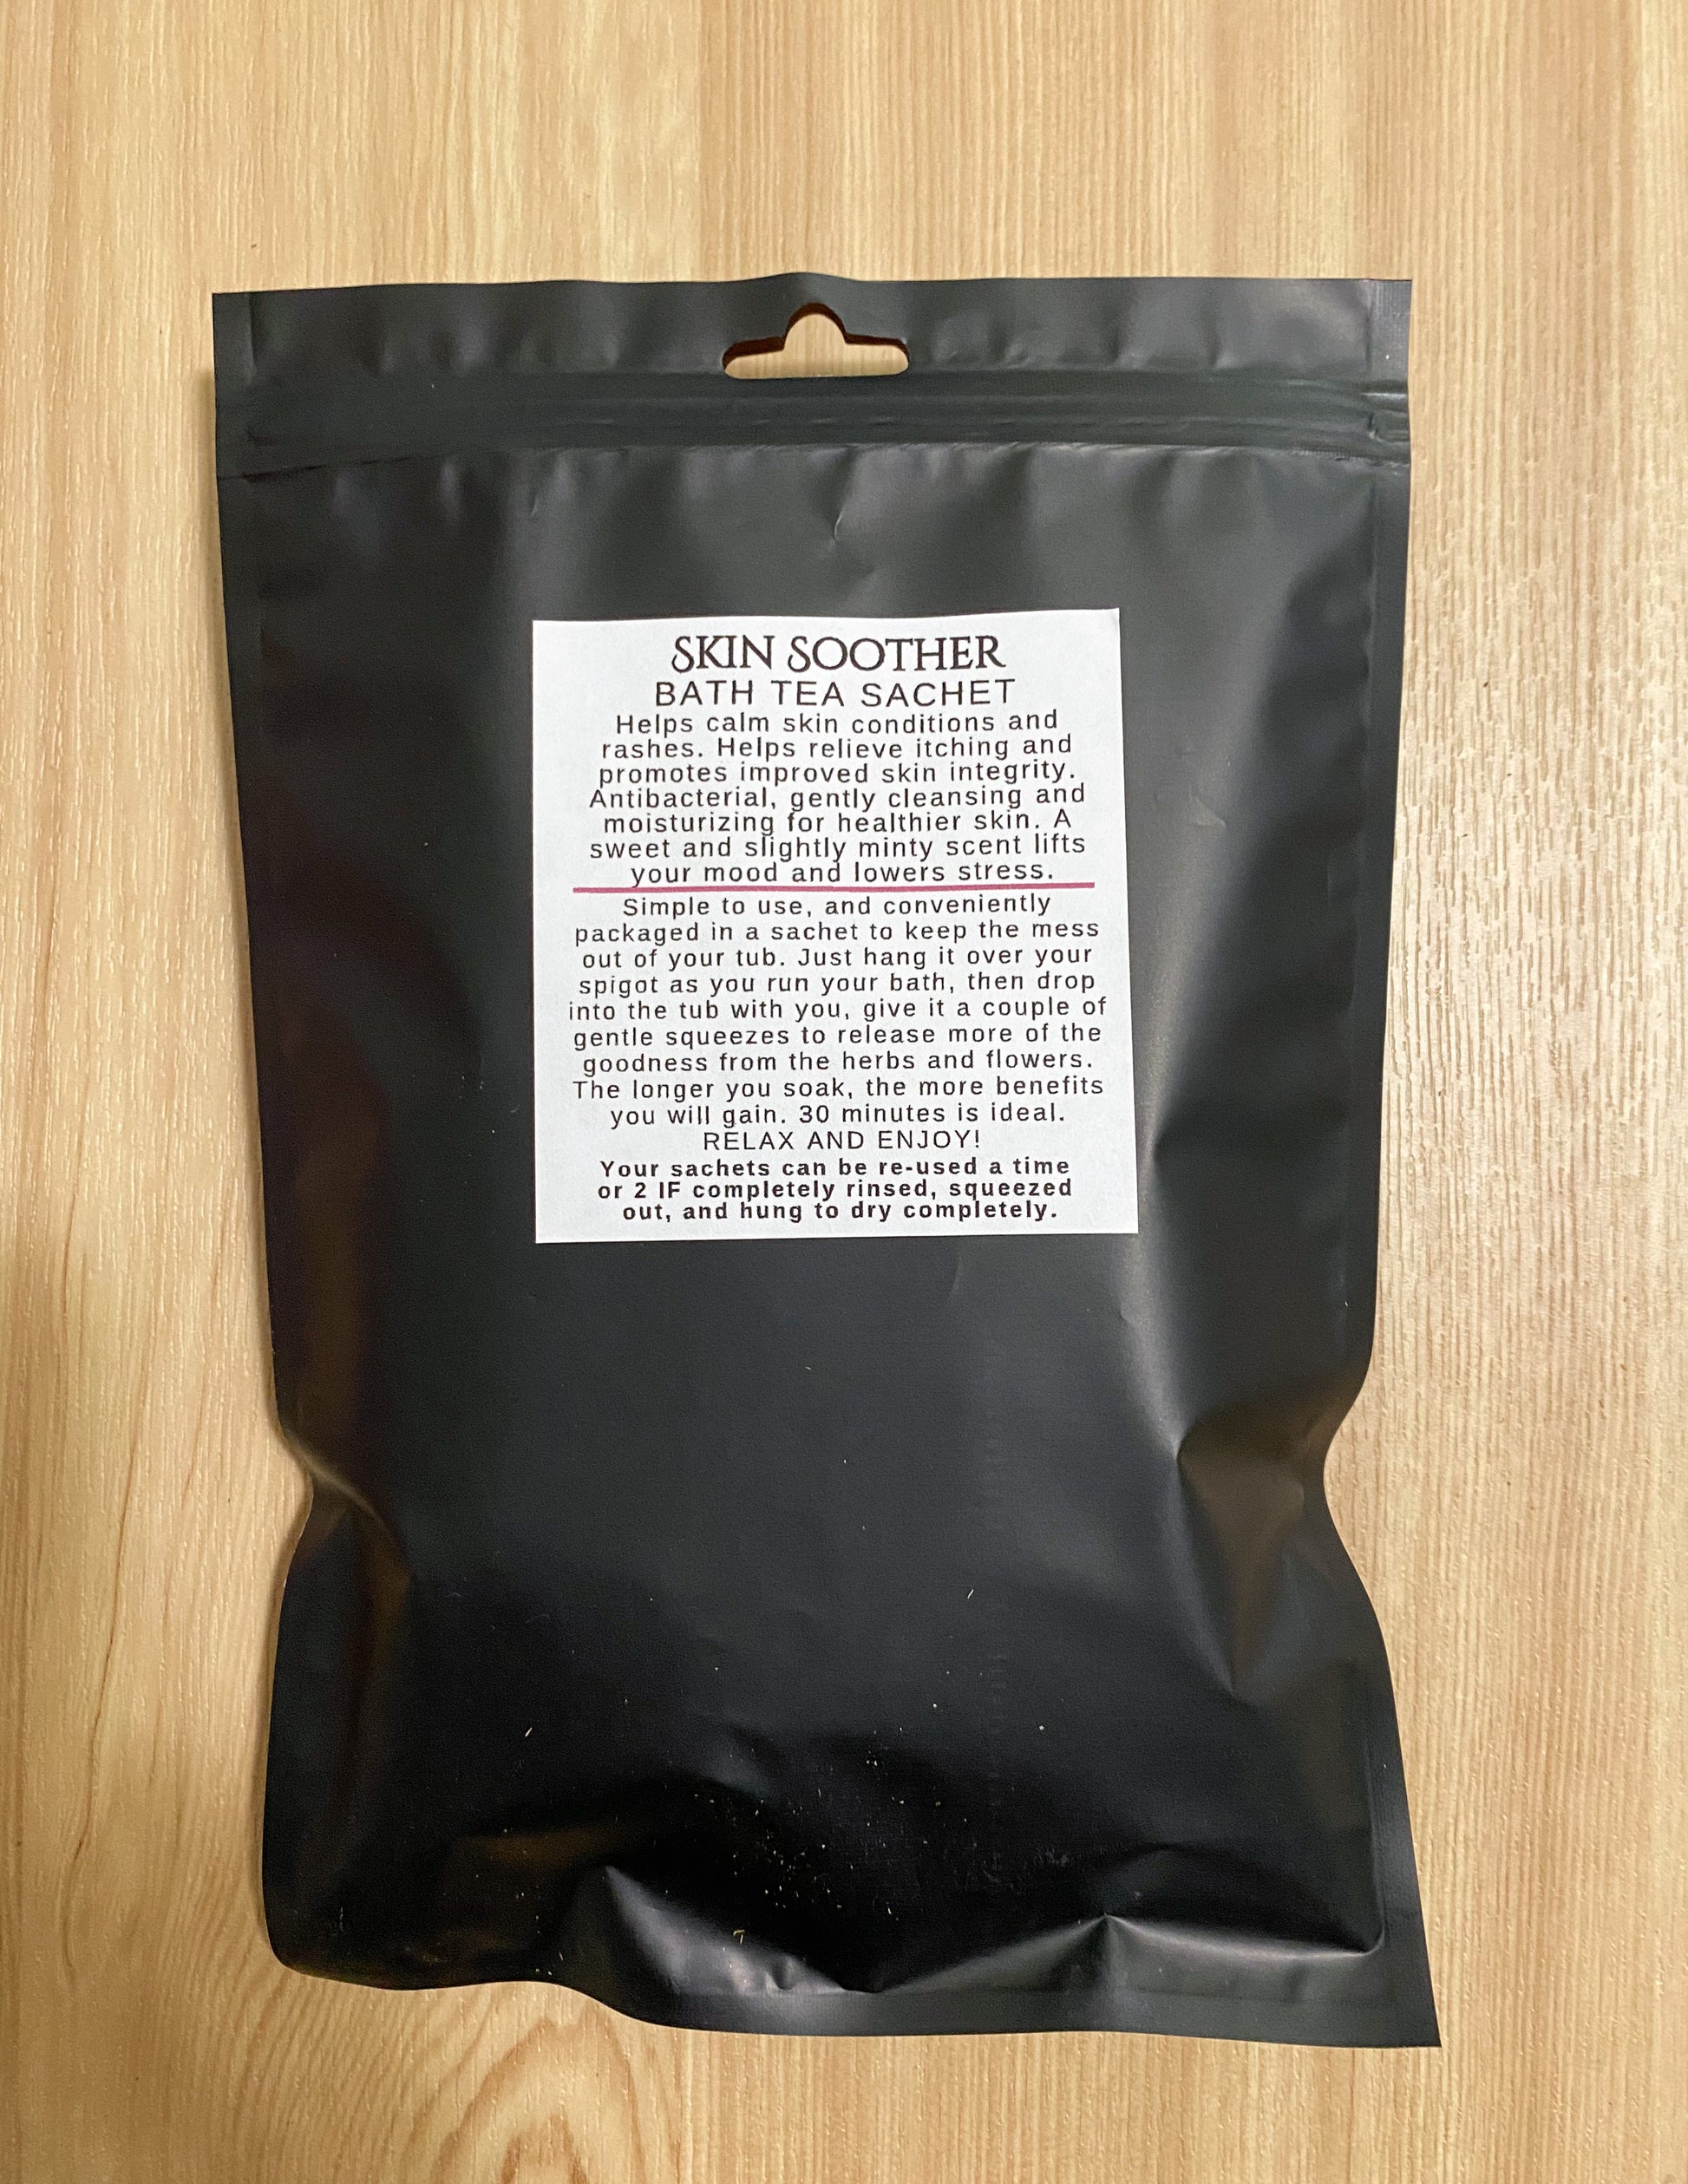 SKIN SOOTHER
BATH TEA SACHET
Helps calm skin conditions and
rashes. Helps relieve itching and
promotes improved skin integrity.
Antibacterial, gently cleansing and
moisturizing for healthier skin. A
sweet and slightly minty scent lifts
your mood and lowers stress.
Simple to use, and conveniently
packaged in a sachet to keep the mess
out of your tub. Just hang it over your
spigot as you run your bath, then drop
into the tub with you, give it a couple of
gentle squeezes to release more of the
goodness from the herbs and flowers.
The longer you soak, the more benefits
you will gain. 30 minutes is ideal.
RELAX AND ENJOY!
Your sachets can be re-used a time
or 2 IF completely rinsed, squeezed
out, and hung to dry completely.